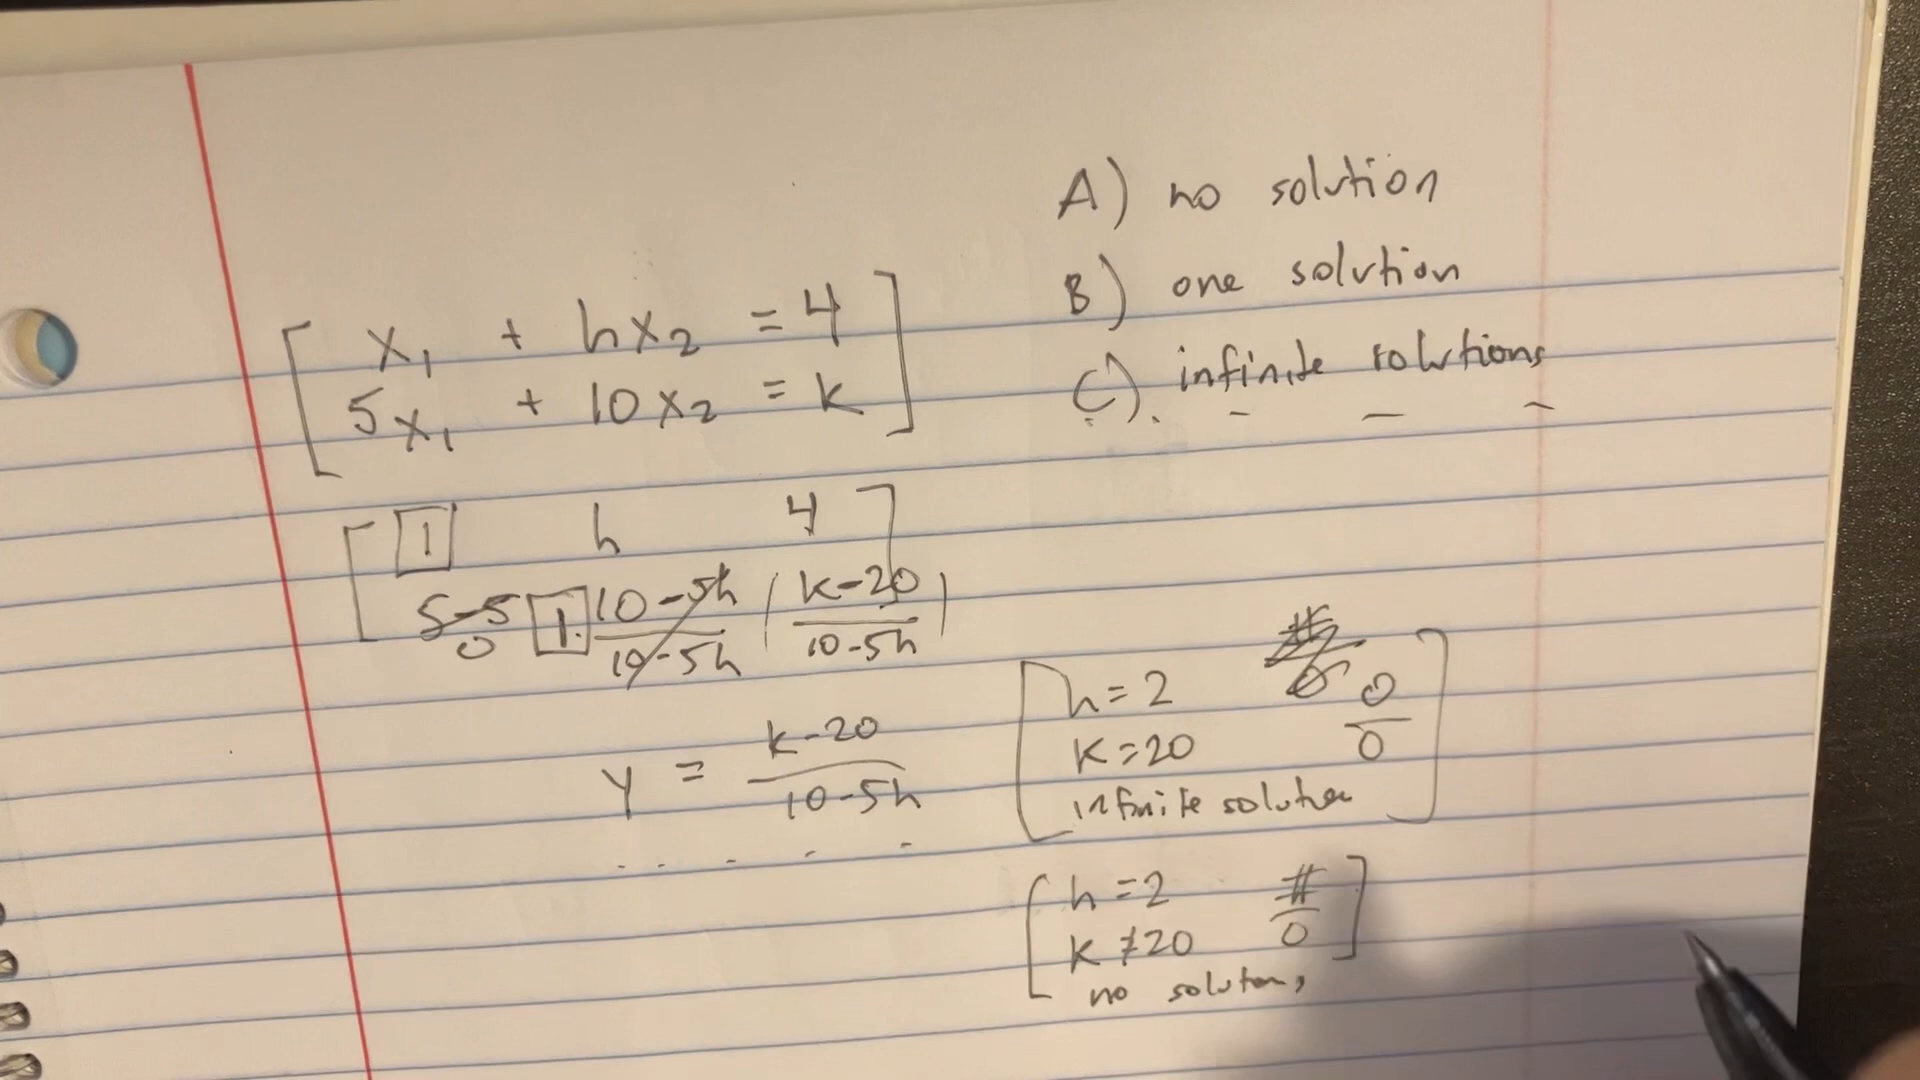 A) no solution
B) one solution
C) infinite solutions
x₁ + hx₂ = 4
5x₁ + 10x₂ = k
1 h 4
5-5 1 10-5h k-20
0 10-5h 10-5h
y = k-20
10-5h
h=2 0
k=20 0
infinite solution
h=2 #
k≠20 0
no solution,